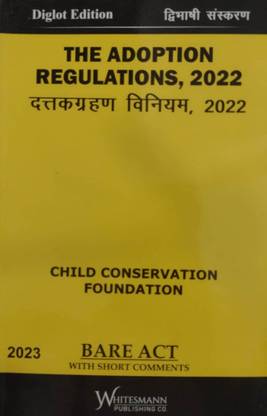 Diglot Edition द्विभाषी संस्करण
THE ADOPTION
REGULATIONS, 2022
दत्तकग्रहण विनियम, 2022
CHILD CONSERVATION
FOUNDATION
2023 BARE ACT
WITH SHORT COMMENTS
WHITESMANN
PUBLISHING CO.